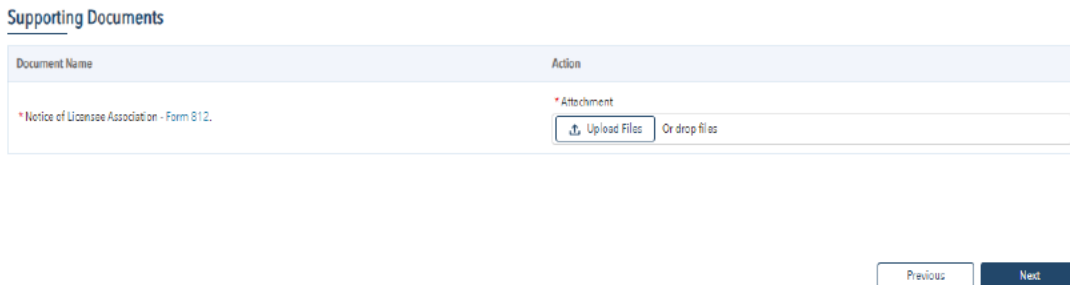 Supporting Documents
Document Name Action
* Notice of Licensee Association - Form 812.
* Attachment
Upload Files Or drop files
Previous Next